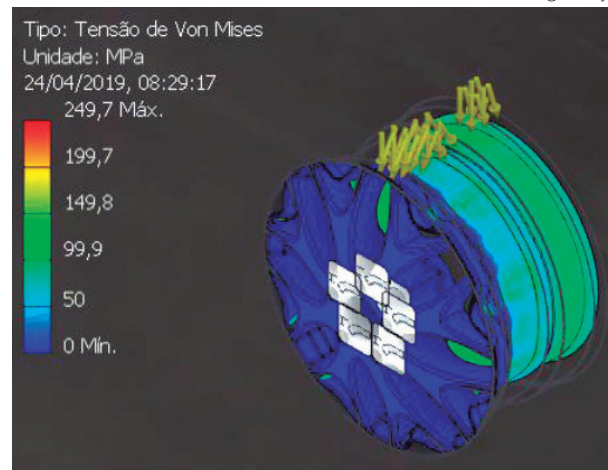 Tipo: Tensão de Von Mises
Unidade: MPa
24/04/2019, 08:29:17
249,7 Máx.
199,7
149,8
99,9
50
0 Mín.